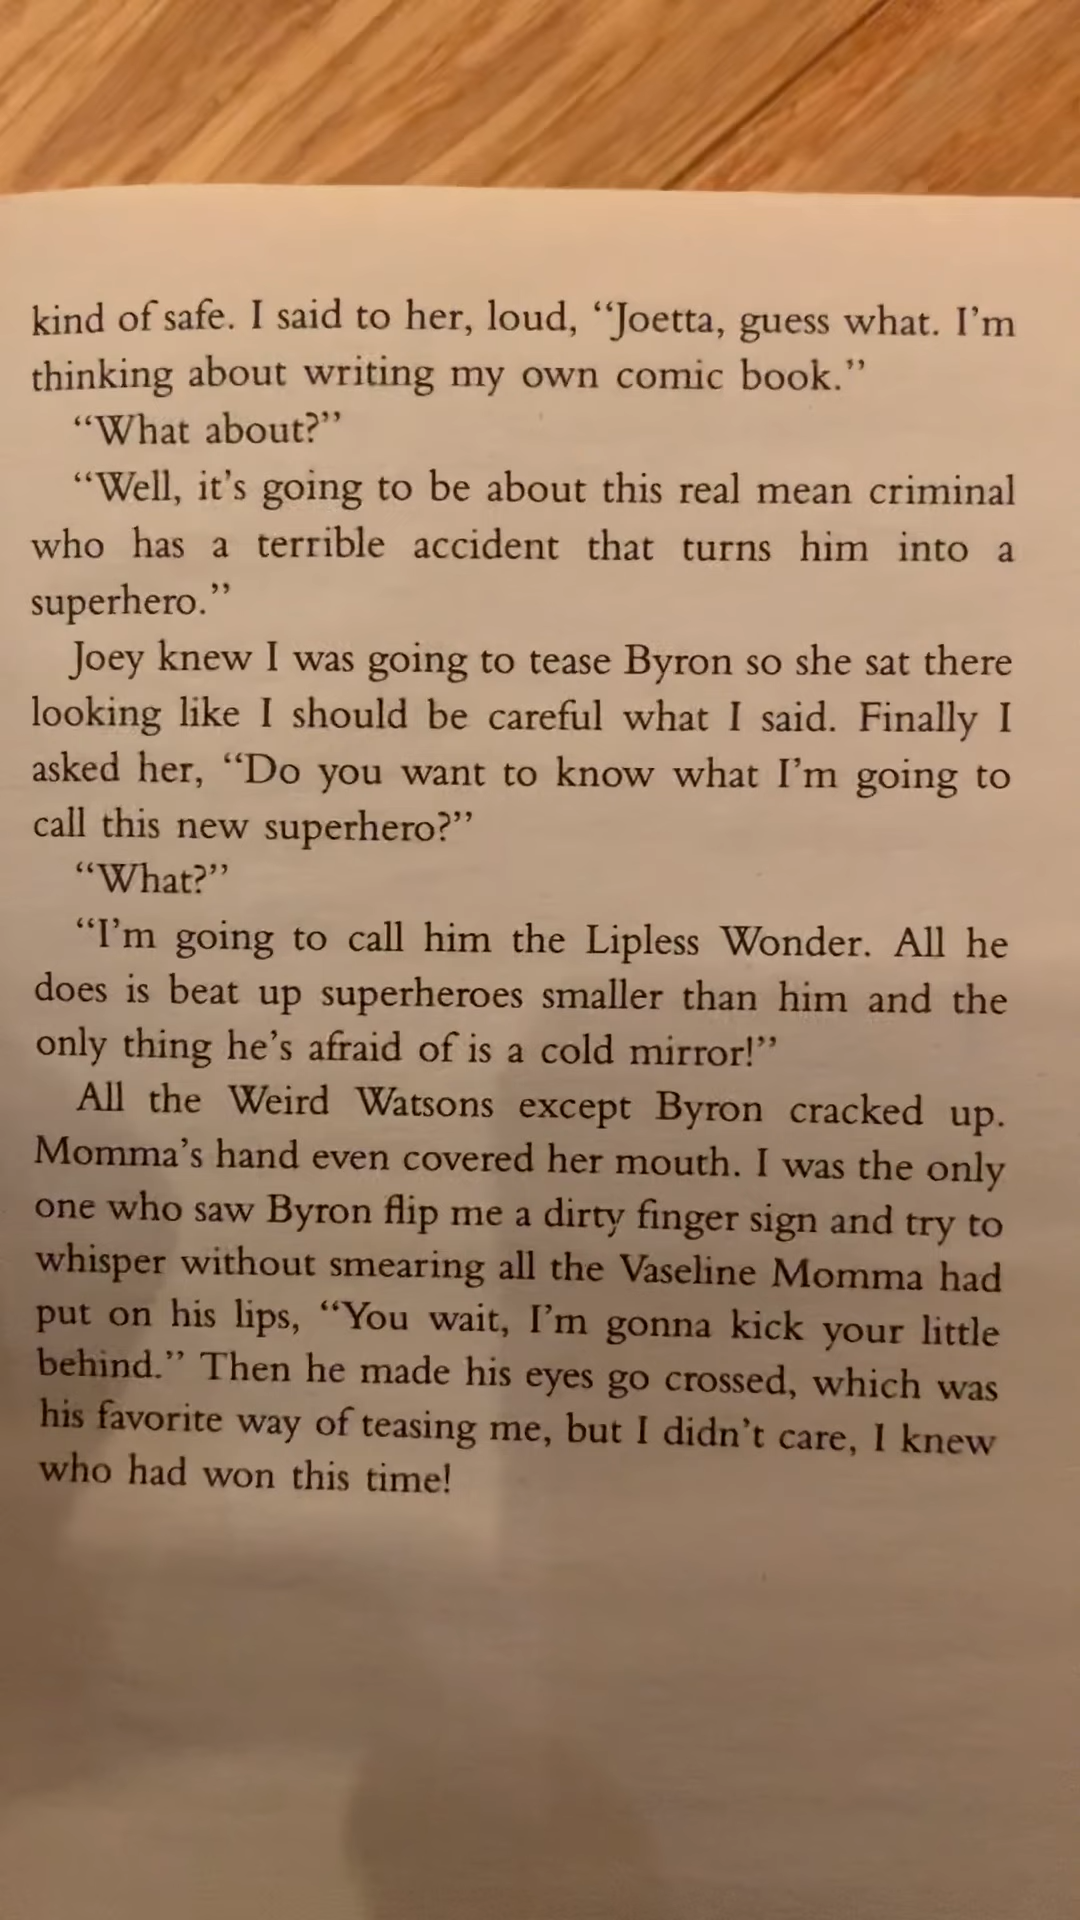 kind of safe. I said to her, loud, “Joetta, guess what. I’m
thinking about writing my own comic book.”
“What about?”
“Well, it’s going to be about this real mean criminal
who has a terrible accident that turns him into a
superhero.”
Joey knew I was going to tease Byron so she sat there
looking like I should be careful what I said. Finally I
asked her, “Do you want to know what I’m going to
call this new superhero?”
“What?”
“I’m going to call him the Lipless Wonder. All he
does is beat up superheroes smaller than him and the
only thing he’s afraid of is a cold mirror!”
All the Weird Watsons except Byron cracked up.
Momma’s hand even covered her mouth. I was the only
one who saw Byron flip me a dirty finger sign and try to
whisper without smearing all the Vaseline Momma had
put on his lips, “You wait, I’m gonna kick your little
behind.” Then he made his eyes go crossed, which was
his favorite way of teasing me, but I didn’t care, I knew
who had won this time!